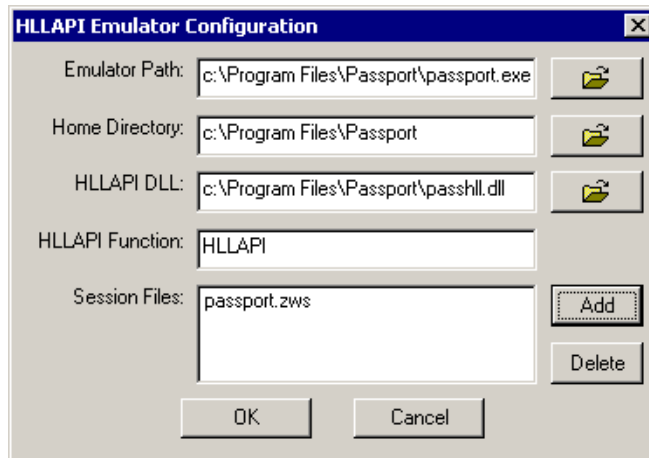 HLLAPI Emulator Configuration
Emulator Path: c:\Program Files\Passport\passport.exe
Home Directory: c:\Program Files\Passport
HLLAPI DLL: c:\Program Files\Passport\passhll.dll
HLLAPI Function: HLLAPI
Session Files: passport.zws
Add
Delete
OK Cancel